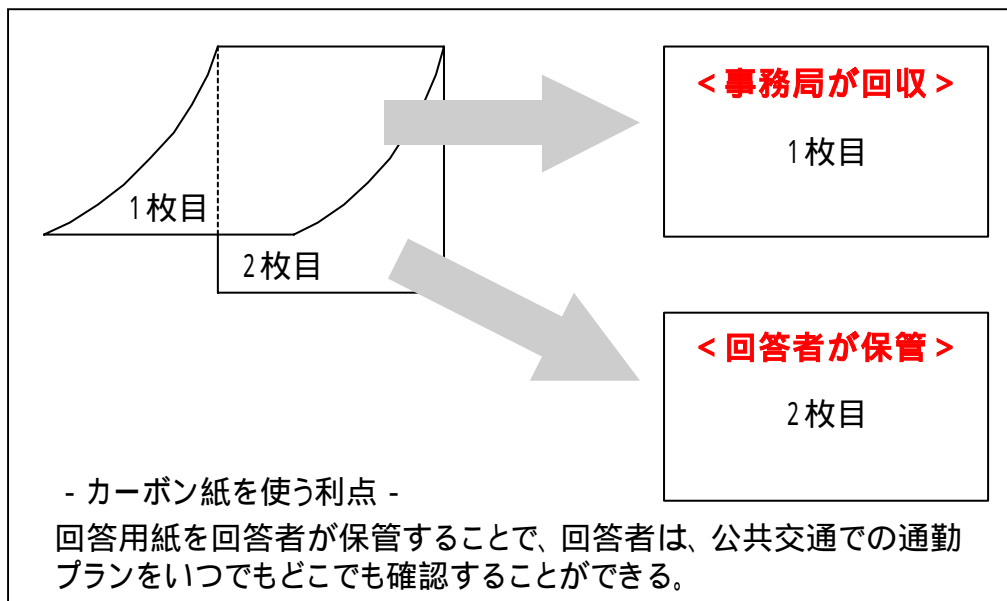 1枚目
2枚目
<事務局が回収>
1枚目
<回答者が保管>
2枚目
- カーボン紙を使う利点 -
回答用紙を回答者が保管することで、回答者は、公共交通での通勤
プランをいつでもどこでも確認することができる。